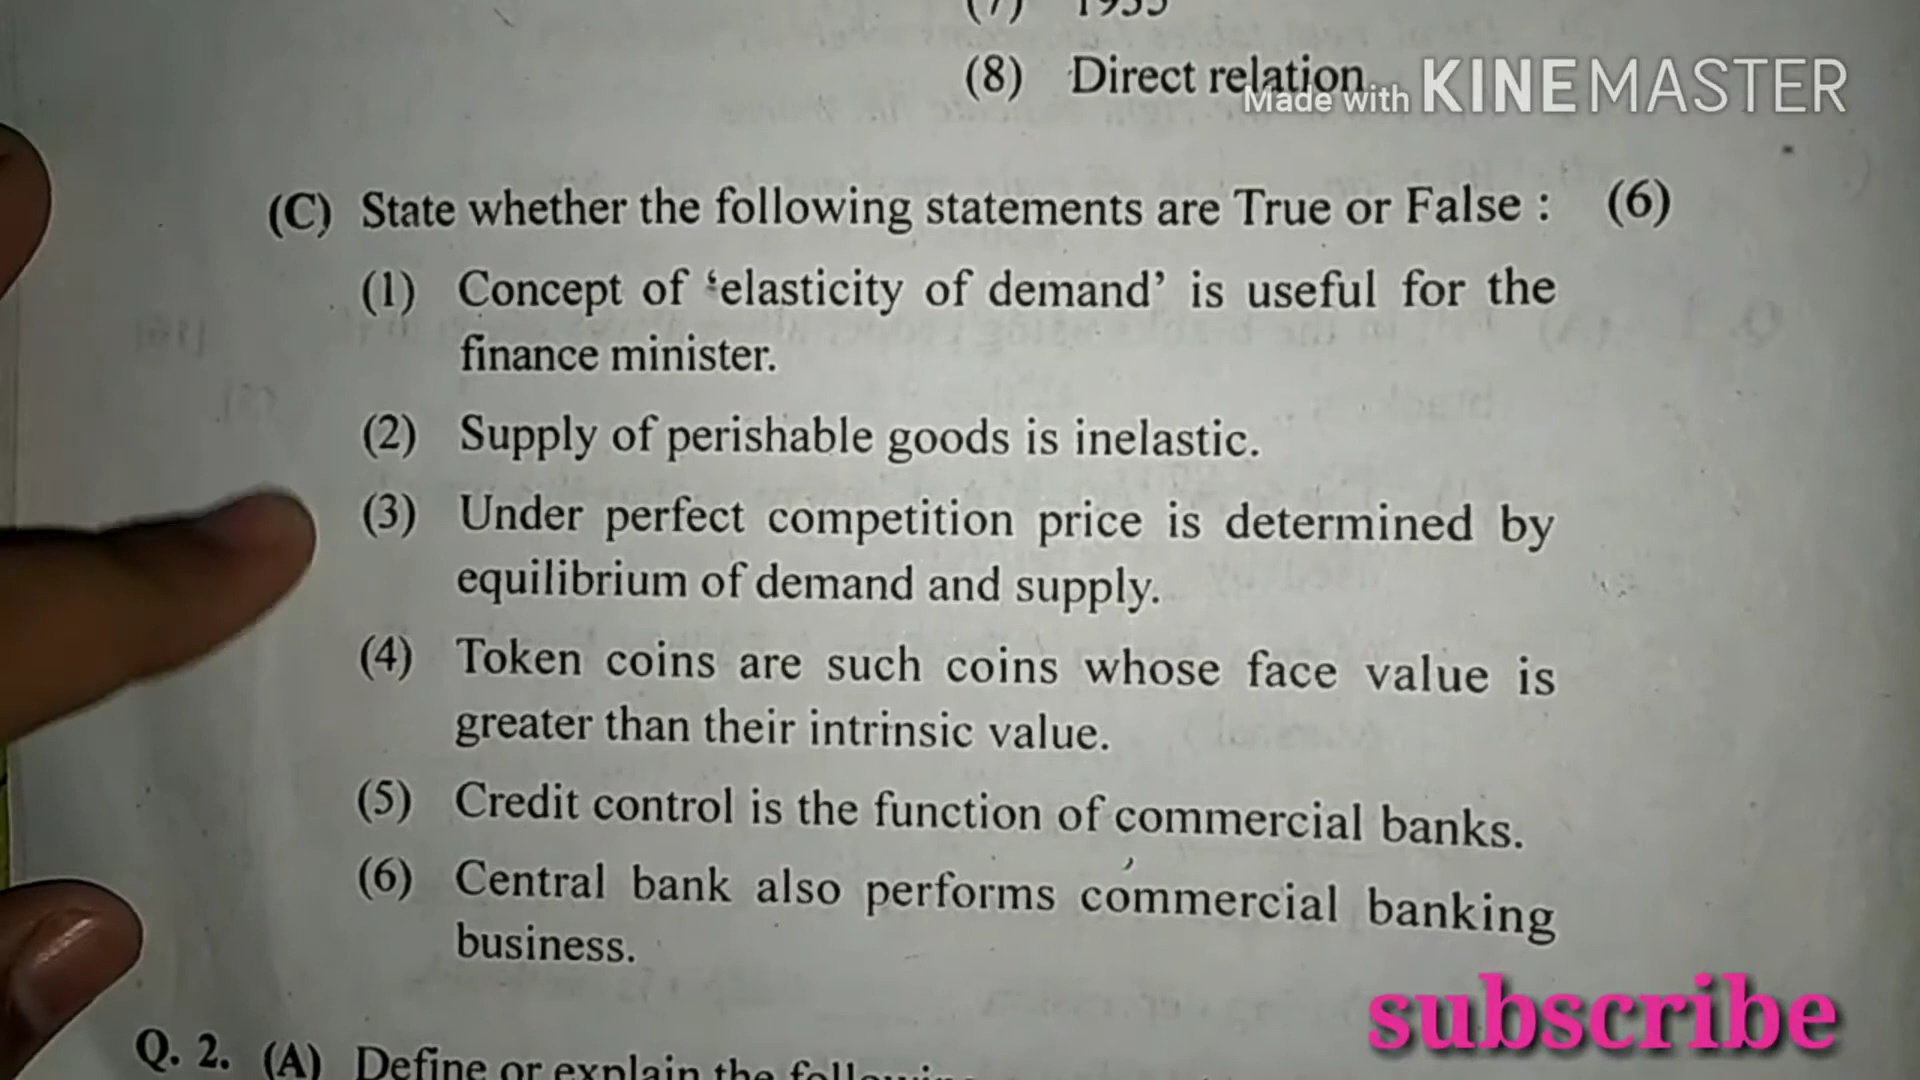 (7) 1935
(8) Direct relation
Made with KINEMASTER
(C) State whether the following statements are True or False : (6)
(1) Concept of ‘elasticity of demand’ is useful for the
finance minister.
(2) Supply of perishable goods is inelastic.
(3) Under perfect competition price is determined by
equilibrium of demand and supply.
(4) Token coins are such coins whose face value is
greater than their intrinsic value.
(5) Credit control is the function of commercial banks.
(6) Central bank also performs commercial banking
business.
subscribe
Q. 2. (A) Define or explain the following